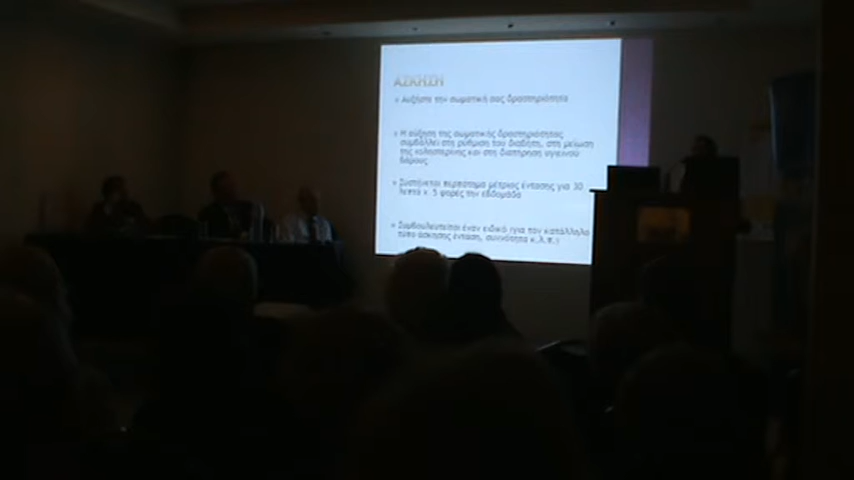 ΑΣΚΗΣΗ
Αυξήστε την σωματική σας δραστηριότητα
Η αύξηση της σωματικής δραστηριότητας
συμβάλλει στη ρύθμιση του διαβήτη, στη μείωση
της χοληστερίνης και στη διατήρηση υγιεινού
βάρους
Συστήνεται περπάτημα μέτριας έντασης για 30
λεπτά x 5 φορές την εβδομάδα
Συμβουλευτείτε έναν ειδικό (για τον κατάλληλο
τύπο άσκησης ένταση, συχνότητα κ.λ.π.)